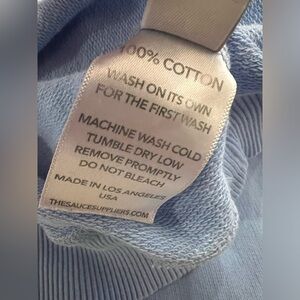 100% COTTON
WASH ON ITS OWN
FOR THE FIRST WASH
MACHINE WASH COLD
TUMBLE DRY LOW
REMOVE PROMPTLY
DO NOT BLEACH
MADE IN LOS ANGELES
USA
THESAUCESUPPLIERS.COM